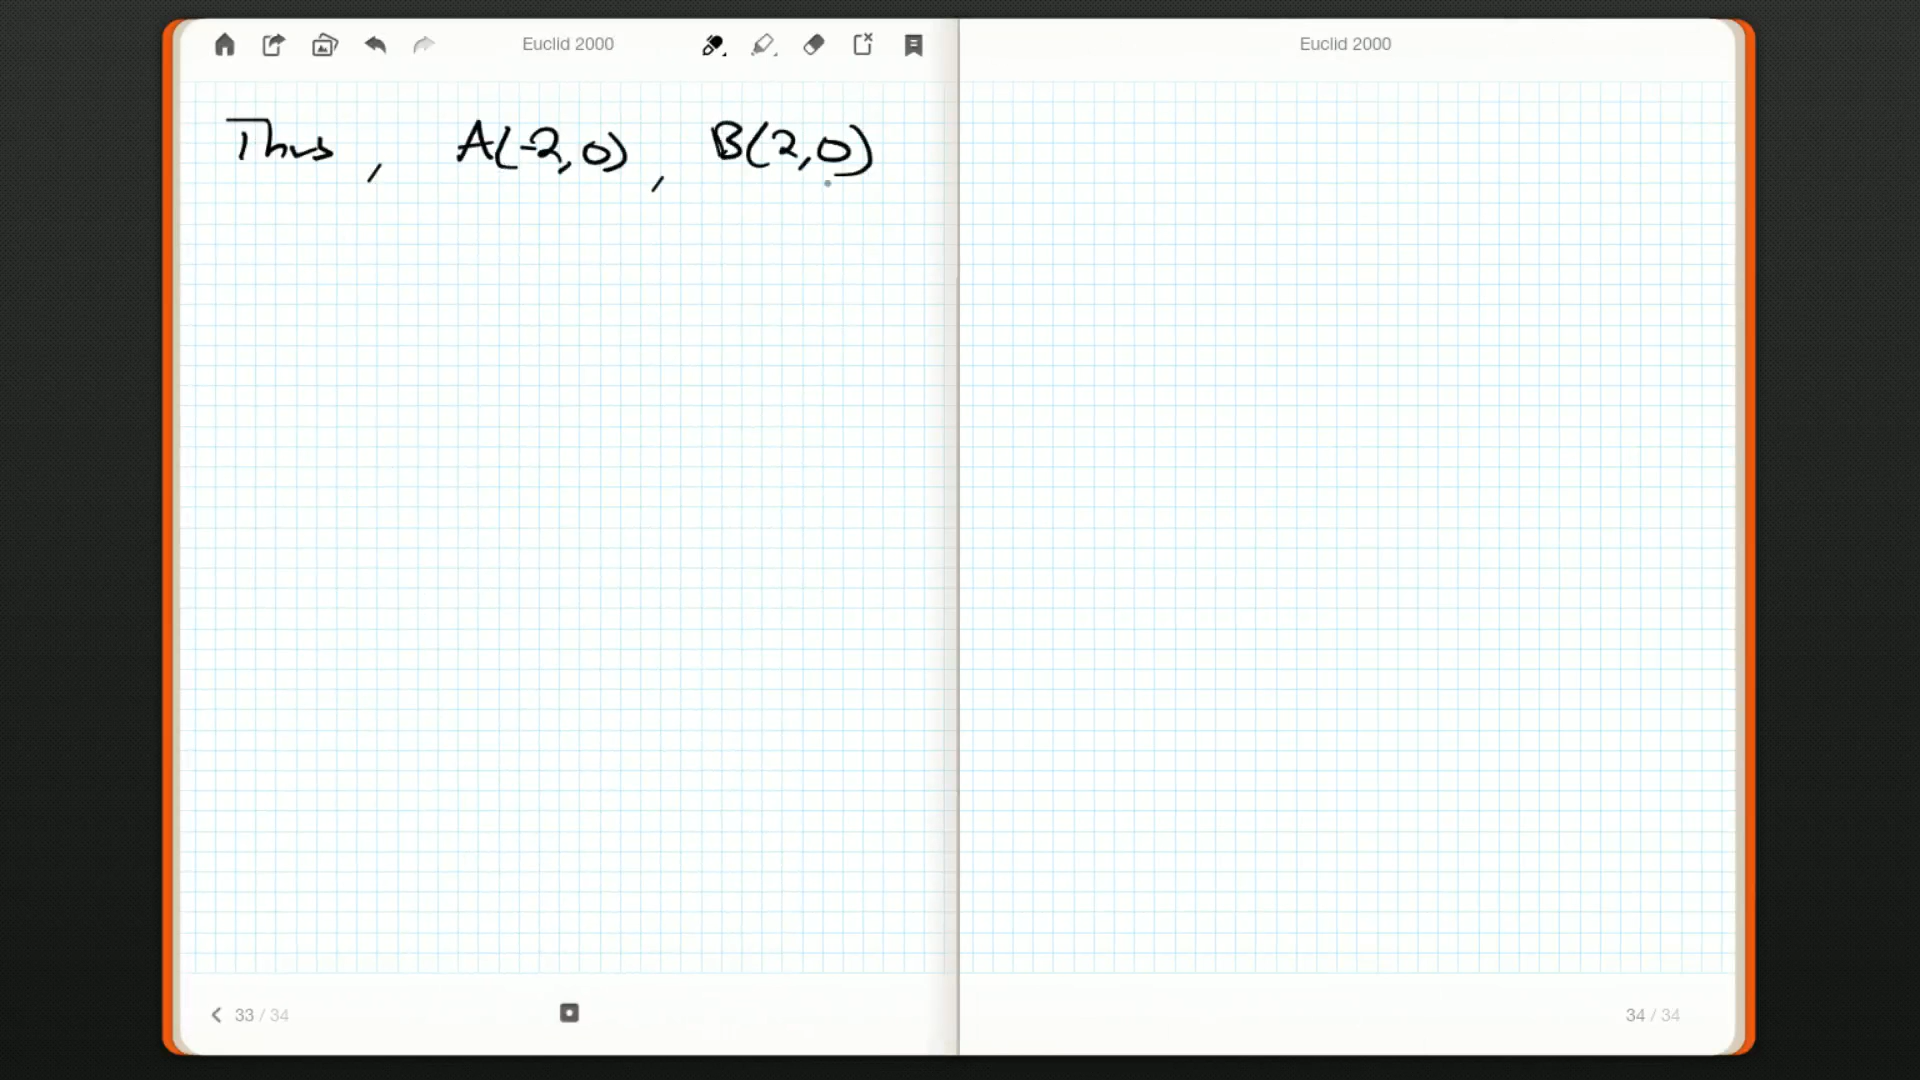 Euclid 2000
Euclid 2000
Thus, A(-2,0), B(2,0)
33 / 34
34 / 34